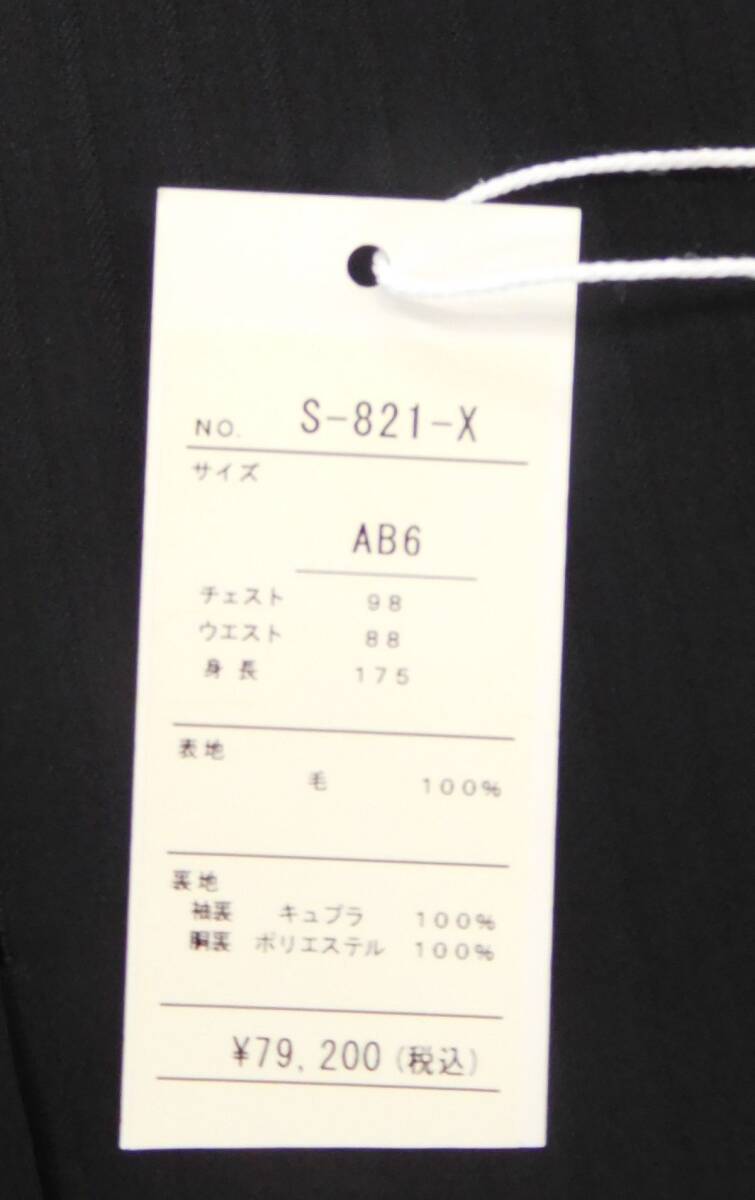 NO. S-821-X
サイズ
AB6
チェスト 98
ウエスト 88
身長 175
表地
毛 100%
裏地
袖裏 キュプラ 100%
胴裏 ポリエステル 100%
¥79,200(税込)